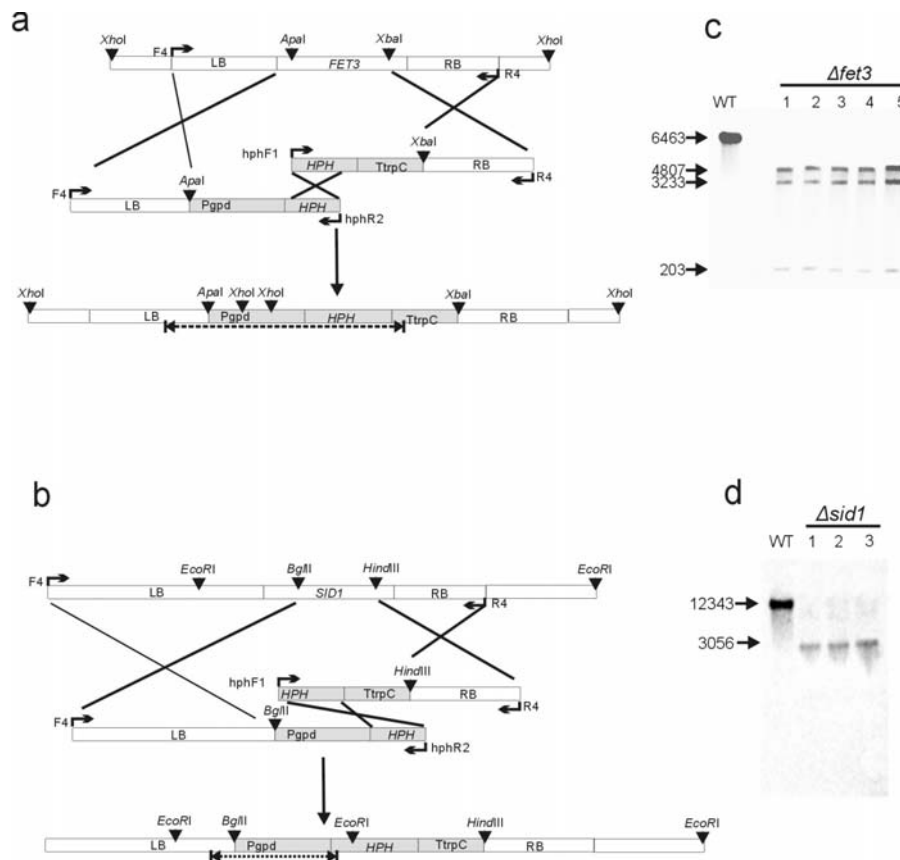 a
XhoI F4 ApaI XbaI XhoI
LB FET3 RB
R4
hphF1 XbaI
HPH TtrpC RB
F4 ApaI R4
LB Pgpd HPH
hphR2
XhoI ApaI XhoI XhoI XbaI XhoI
LB Pgpd HPH TtrpC RB
c
Δfet3
WT 1 2 3 4 5
6463
4807
3233
203
b
F4 EcoRI BglII HindIII EcoRI
LB SID1 RB
R4
hphF1 HindIII
HPH TtrpC RB
F4 BglII R4
LB Pgpd HPH
hphR2
EcoRI BglII EcoRI HindIII EcoRI
LB Pgpd HPH TtrpC RB
d
Δsid1
WT 1 2 3
12343
3056